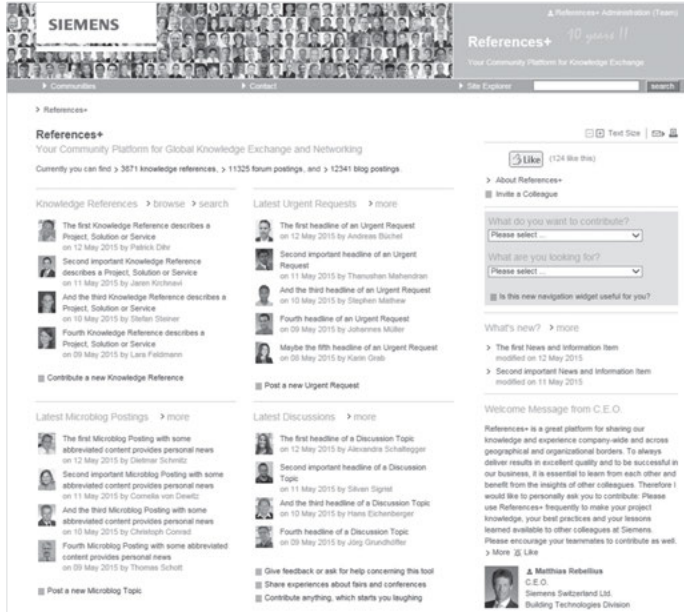 SIEMENS
References+ Administration (Team)
References+
10 years !!
Your Community Platform for Knowledge Exchange
Communities
Contact
Site Explorer
search
> References+
References+
Your Community Platform for Global Knowledge Exchange and Networking
Currently you can find > 3671 knowledge references, > 11325 forum postings, and > 12341 blog postings.
Knowledge References > browse > search
The first Knowledge Reference describes a
Project, Solution or Service
on 12 May 2015 by Patrick Dihr
Second important Knowledge Reference
describes a Project, Solution or Service
on 11 May 2015 by Jaren Krchnavi
And the third Knowledge Reference describes a
Project, Solution or Service
on 10 May 2015 by Stefan Steiner
Fourth Knowledge Reference describes a
Project, Solution or Service
on 09 May 2015 by Lara Feldmann
Contribute a new Knowledge Reference
Latest Urgent Requests > more
The first headline of an Urgent Request
on 12 May 2015 by Andreas Büchel
Second important headline of an Urgent
Request
on 11 May 2015 by Thanushan Mahendran
And the third headline of an Urgent Request
on 10 May 2015 by Stephen Mathew
Fourth headline of an Urgent Request
on 09 May 2015 by Johannes Müller
Maybe the fifth headline of an Urgent Request
on 08 May 2015 by Karin Grab
Post a new Urgent Request
Latest Microblog Postings > more
The first Microblog Posting with some
abbreviated content provides personal news
on 12 May 2015 by Dietmar Schmitz
Second important Microblog Posting with some
abbreviated content provides personal news
on 11 May 2015 by Cornelia von Dewitz
And the third Microblog Posting with some
abbreviated content provides personal news
on 10 May 2015 by Christoph Conrad
Fourth Microblog Posting with some abbreviated
content provides personal news
on 09 May 2015 by Thomas Schott
Post a new Microblog Topic
Latest Discussions > more
The first headline of a Discussion Topic
on 12 May 2015 by Alexandra Schaltegger
Second important headline of a Discussion
Topic
on 11 May 2015 by Silvan Sigrist
And the third headline of a Discussion Topic
on 10 May 2015 by Hans Eichenberger
Fourth headline of a Discussion Topic
on 09 May 2015 by Jörg Grundhöffer
Give feedback or ask for help concerning this tool
Share experiences about fairs and conferences
Contribute anything, which starts you laughing
Text Size
Like (124 like this)
> About References+
Invite a Colleague
What do you want to contribute?
Please select ...
What are you looking for?
Please select ...
Is this new navigation widget useful for you?
What's new? > more
> The first News and Information Item
modified on 12 May 2015
> Second important News and Information Item
modified on 11 May 2015
Welcome Message from C.E.O.
References+ is a great platform for sharing our
knowledge and experience company-wide and across
geographical and organizational borders. To always
deliver results in excellent quality and to be successful in
our business, it is essential to learn from each other and
benefit from the insights of other colleagues. Therefore I
would like to personally ask you to contribute: Please
use References+ frequently to make your project
knowledge, your best practices and your lessons
learned available to other colleagues at Siemens.
Please encourage your teammates to contribute as well.
> More Like
Matthias Rebellius
C.E.O.
Siemens Switzerland Ltd.
Building Technologies Division